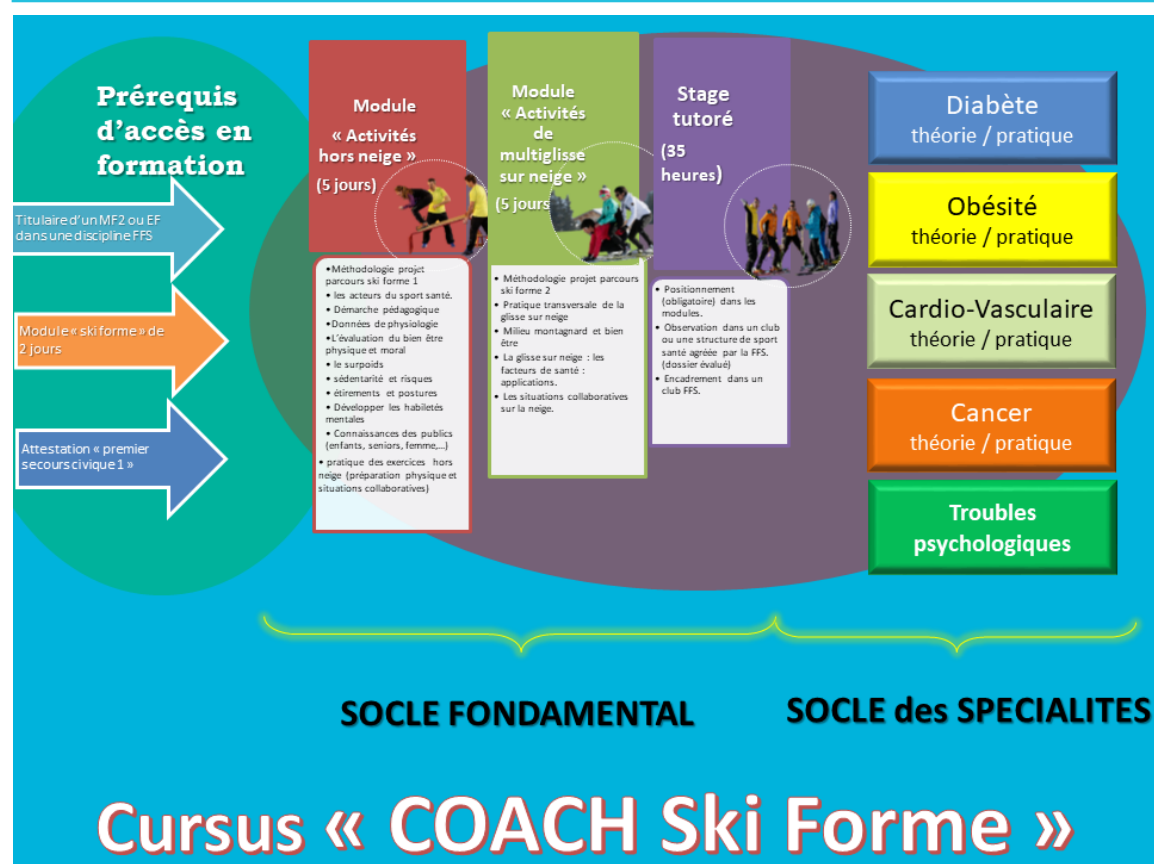 Prérequis
d'accès en
formation
Titulaire d'un MF2 ou EF
dans une discipline FFS
Module « ski forme » de
2 jours
Attestation « premier
secours civique 1 »
Module
« Activités
hors neige »
(5 jours)
•Méthodologie projet
parcours ski forme 1
• les acteurs du sport santé.
• Démarche pédagogique
•Données de physiologie
•L'évaluation du bien être
physique et moral
• le surpoids
• sédentarité et risques
• étirements et postures
• Développer les habiletés
mentales
• Connaissances des publics
(enfants, seniors, femme,...)
• pratique des exercices hors
neige (préparation physique et
situations collaboratives)
Module
« Activités
de
multiglisse
sur neige »
(5 jours
• Méthodologie projet parcours
ski forme 2
• Pratique transversale de la
glisse sur neige
• Milieu montagnard et bien
être
• La glisse sur neige : les
facteurs de santé :
applications.
• Les situations collaboratives
sur la neige.
Stage
tutoré
(35
heures)
• Positionnement
(obligatoire) dans les
modules.
• Observation dans un club
ou une structure de sport
santé agréée par la FFS.
(dossier évalué)
• Encadrement dans un
club FFS.
Diabète
théorie / pratique
Obésité
théorie / pratique
Cardio-Vasculaire
théorie / pratique
Cancer
théorie / pratique
Troubles
psychologiques
SOCLE FONDAMENTAL
SOCLE des SPECIALITES
Cursus « COACH Ski Forme »